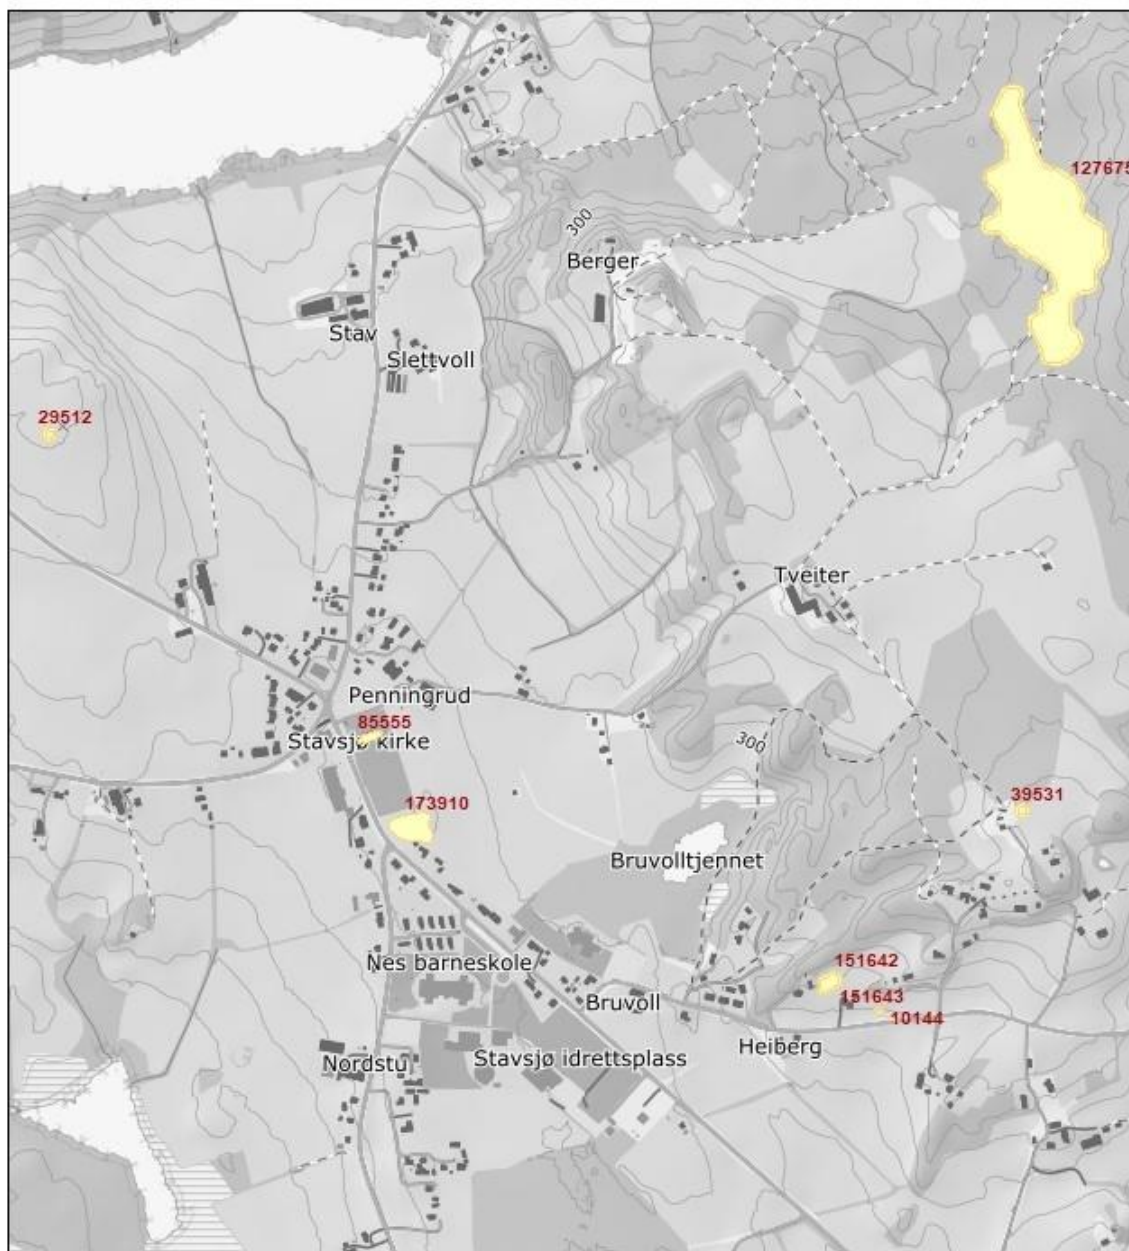 127675
300
Berger
Stav
Slettvoll
29512
Tveiter
Penningrud
85555
Stavsjø kirke
300
39531
173910
Bruvolltjennet
151642
Nes barneskole
151643
Bruvoll
10144
Heiberg
Stavsjø idrettsplass
Nordstu